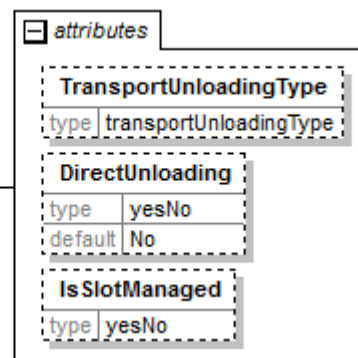 attributes
TransportUnloadingType
type transportUnloadingType
DirectUnloading
type yesNo
default No
IsSlotManaged
type yesNo